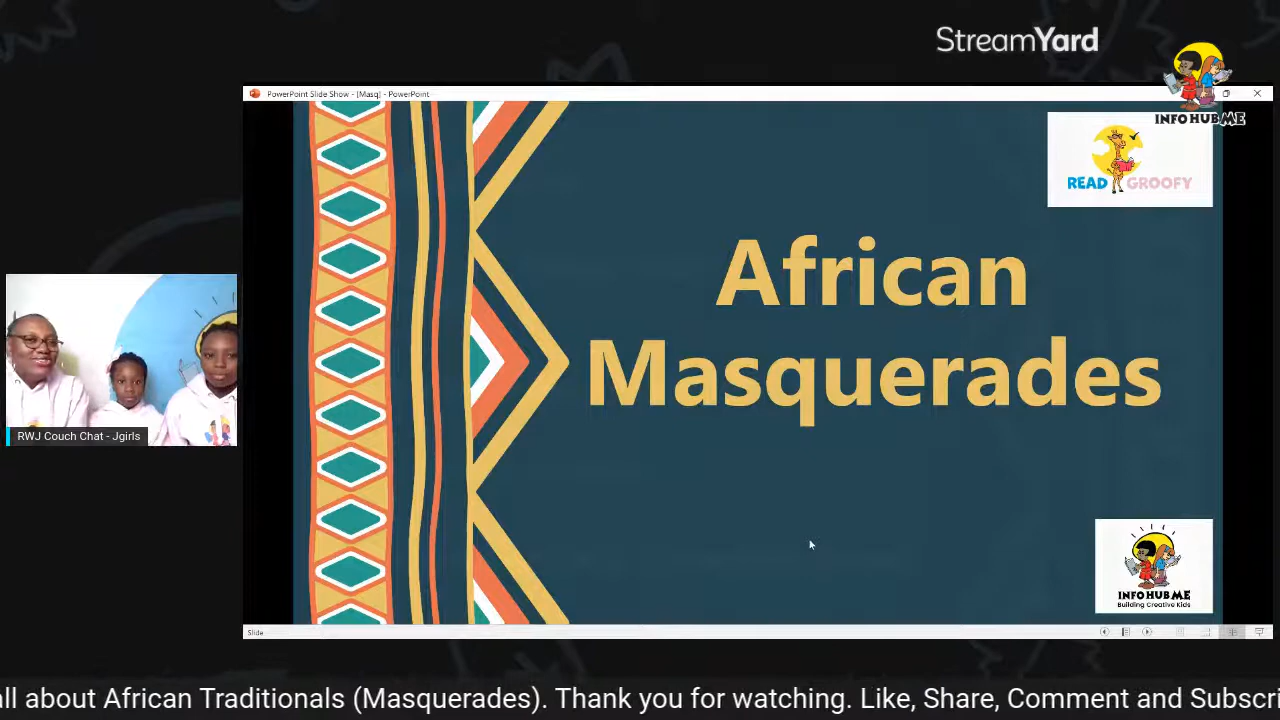 StreamYard
INFO HUB ME
PowerPoint Slide Show - [Masq] - PowerPoint
READ GROOFY
African
Masquerades
RWJ Couch Chat - Jgirls
INFO HUB ME
Building Creative Kids
Slide
all about African Traditionals (Masquerades). Thank you for watching. Like, Share, Comment and Subscri